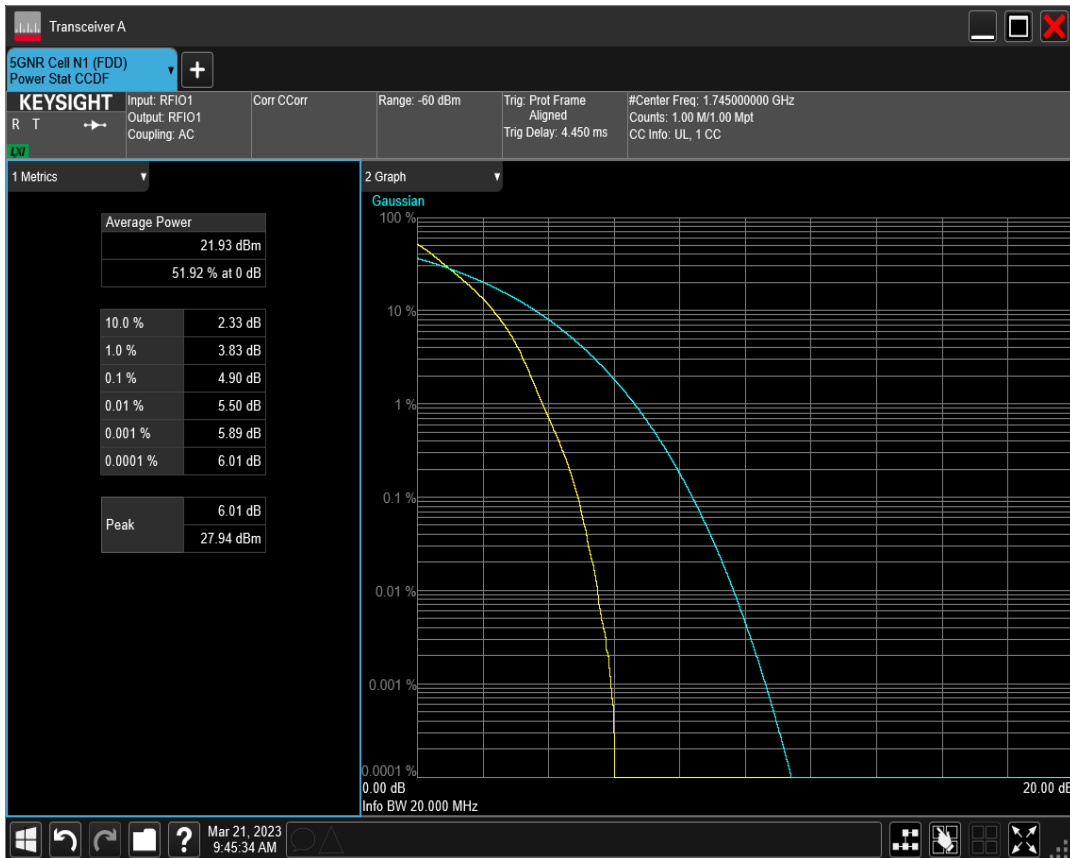 Transceiver A
5GNR Cell N1 (FDD)
Power Stat CCDF
+
KEYSIGHT
R T
LXI
Input: RFIO1
Output: RFIO1
Coupling: AC
Corr CCorr
Range: -60 dBm
Trig: Prot Frame
Aligned
Trig Delay: 4.450 ms
#Center Freq: 1.745000000 GHz
Counts: 1.00 M/1.00 Mpt
CC Info: UL, 1 CC
1 Metrics
Average Power
21.93 dBm
51.92 % at 0 dB
10.0 % 2.33 dB
1.0 % 3.83 dB
0.1 % 4.90 dB
0.01 % 5.50 dB
0.001 % 5.89 dB
0.0001 % 6.01 dB
Peak
6.01 dB
27.94 dBm
2 Graph
Gaussian
100 %
10 %
1 %
0.1 %
0.01 %
0.001 %
0.0001 %
0.00 dB 20.00 dB
Info BW 20.000 MHz
?
Mar 21, 2023
9:45:34 AM